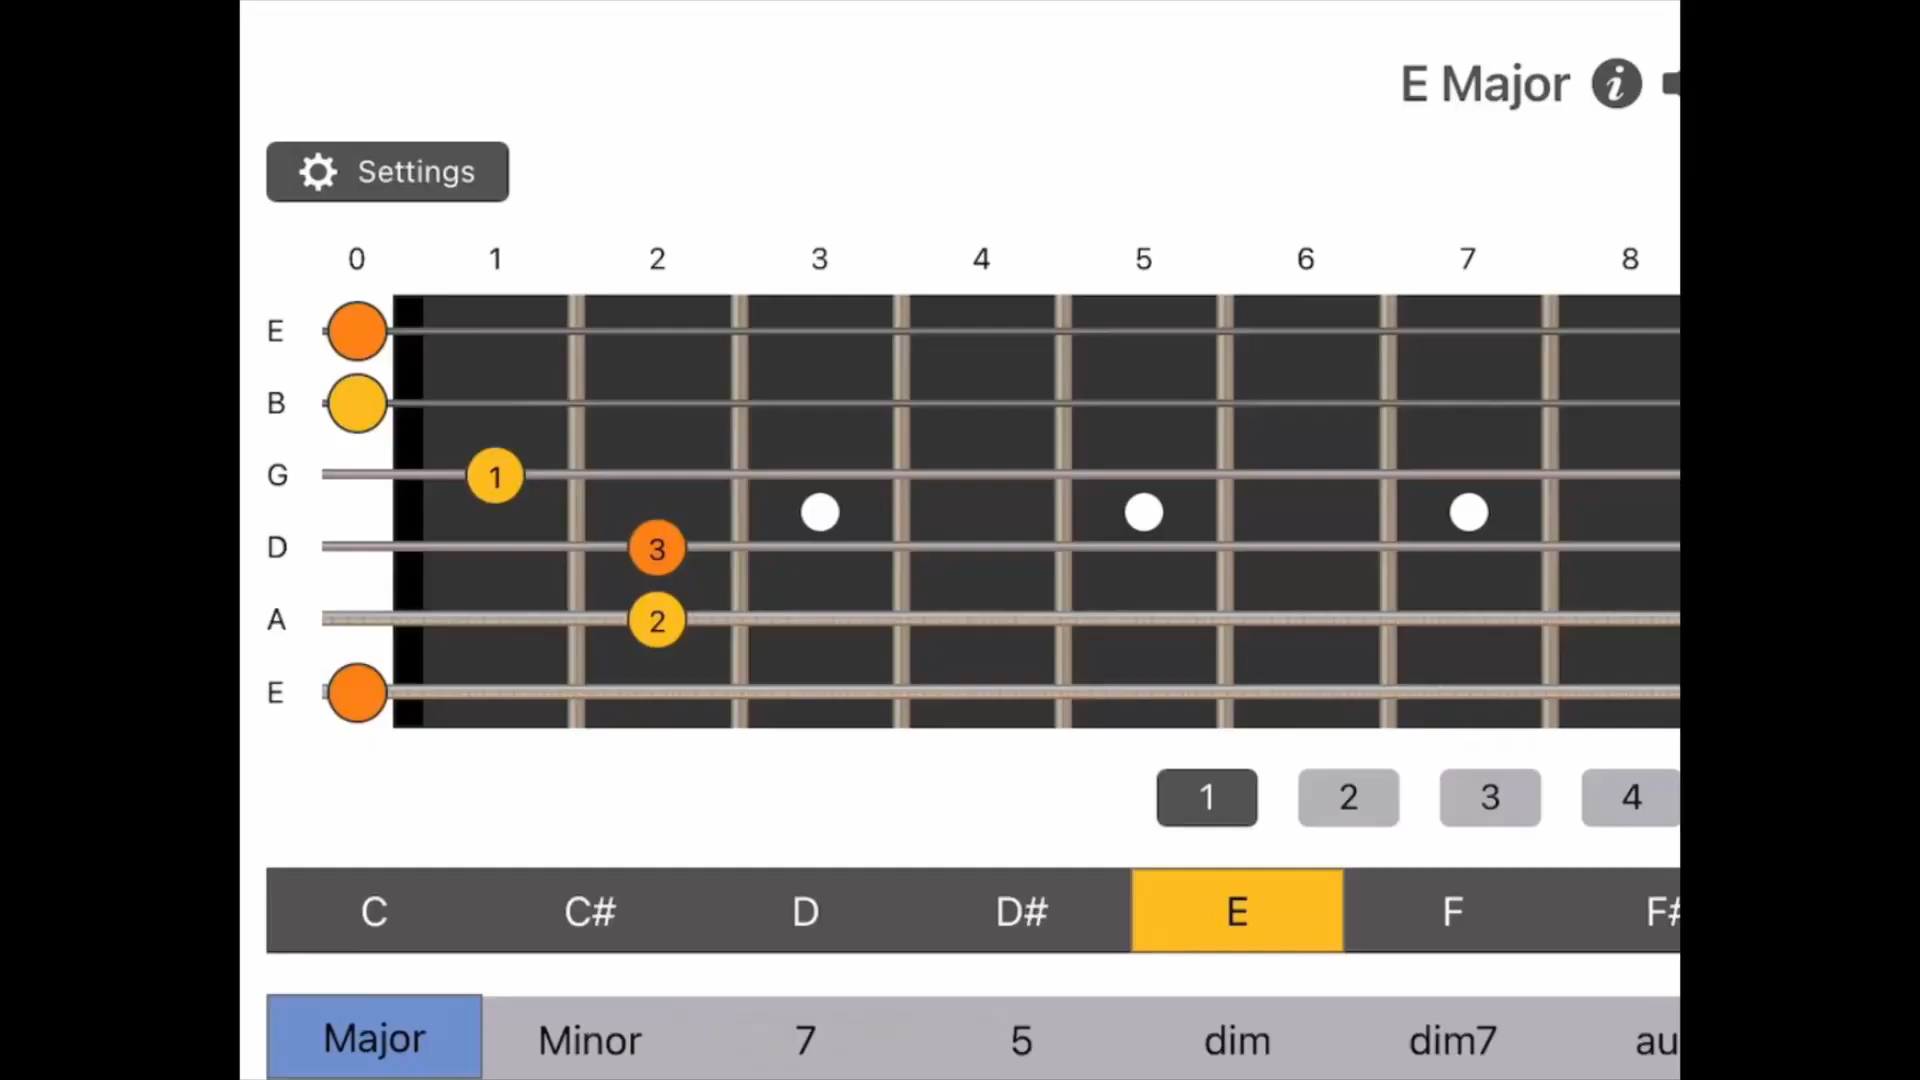 E Major i
Settings
0 1 2 3 4 5 6 7 8
E
B
G 1
D 3
A 2
E
1 2 3 4
C C# D D# E F F#
Major Minor 7 5 dim dim7 au